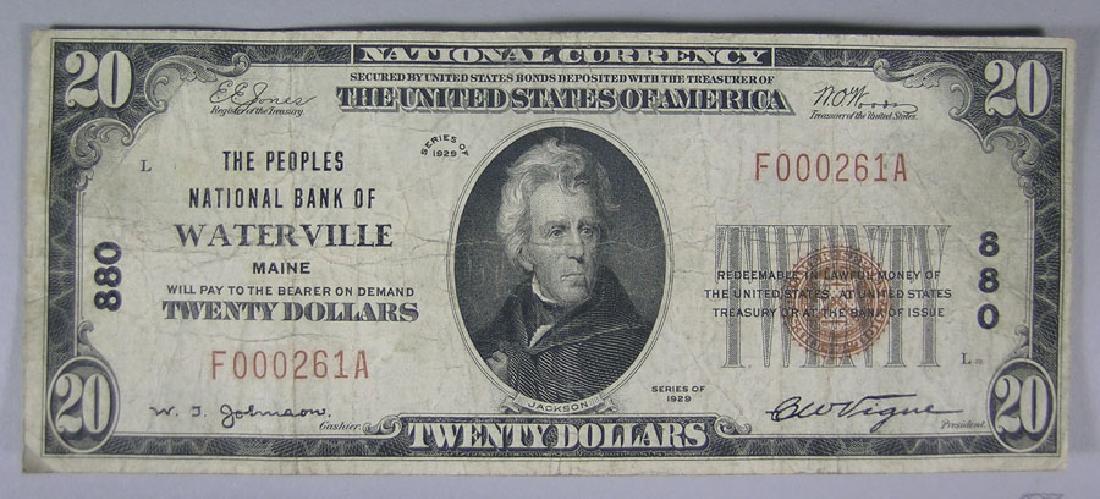 NATIONAL CURRENCY
SECURED BY UNITED STATES BONDS DEPOSITED WITH THE TREASURER OF
THE UNITED STATES OF AMERICA
20
20
E E Jones
Register of the Treasury.
W. O. Woods
Treasurer of the United States.
SERIES OF
1929
L
THE PEOPLES
NATIONAL BANK OF
WATERVILLE
MAINE
WILL PAY TO THE BEARER ON DEMAND
TWENTY DOLLARS
F000261A
F000261A
880
880
TWENTY
REDEEMABLE IN LAWFUL MONEY OF
THE UNITED STATES AT UNITED STATES
TREASURY OR AT THE BANK OF ISSUE
L
SERIES OF
1929
JACKSON
W. J. Johnson.
Cashier.
C W Vigue
President.
20
TWENTY DOLLARS
20